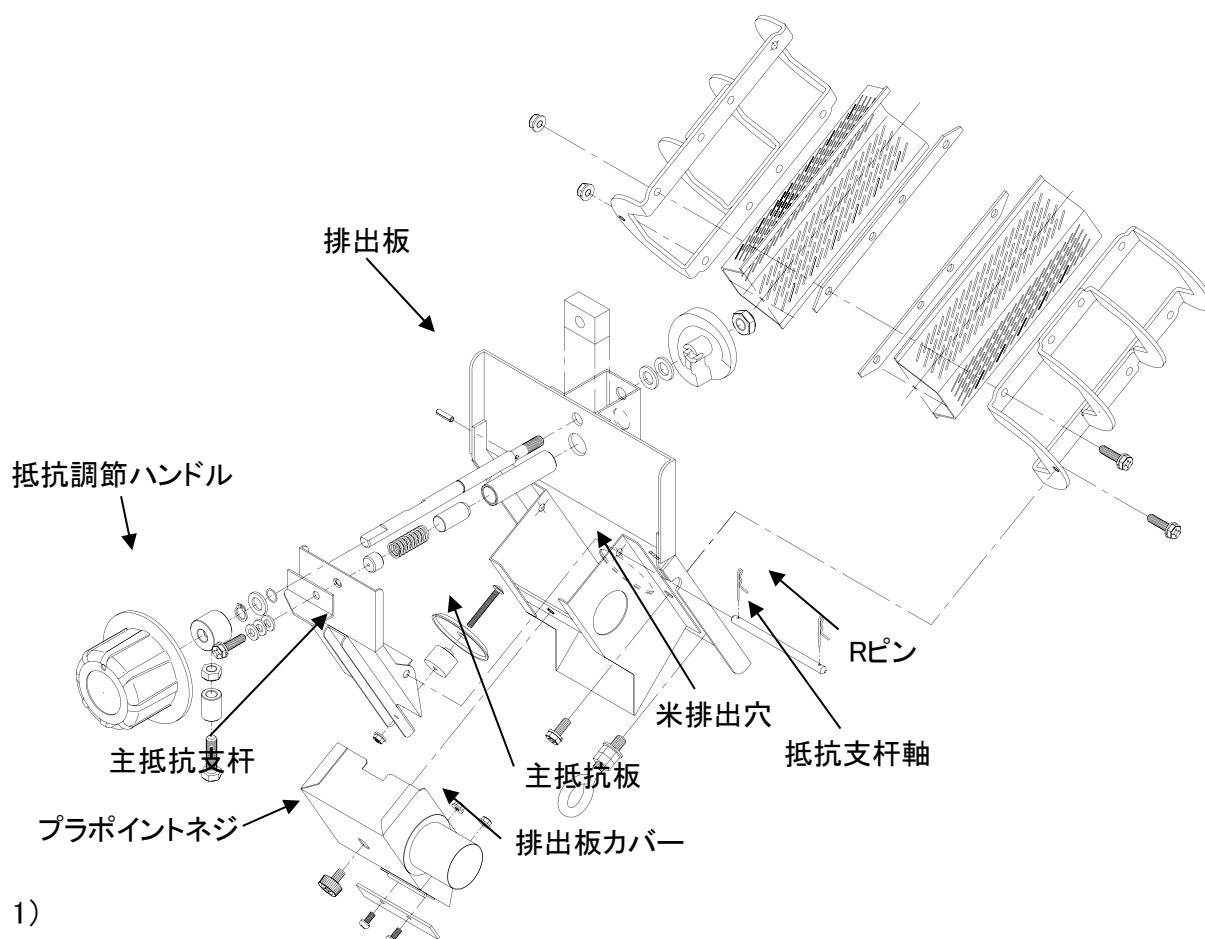 排出板
抵抗調節ハンドル
Rピン
米排出穴
抵抗支杆軸
主抵抗支杆
主抵抗板
プラポイントネジ
排出板カバー
1)